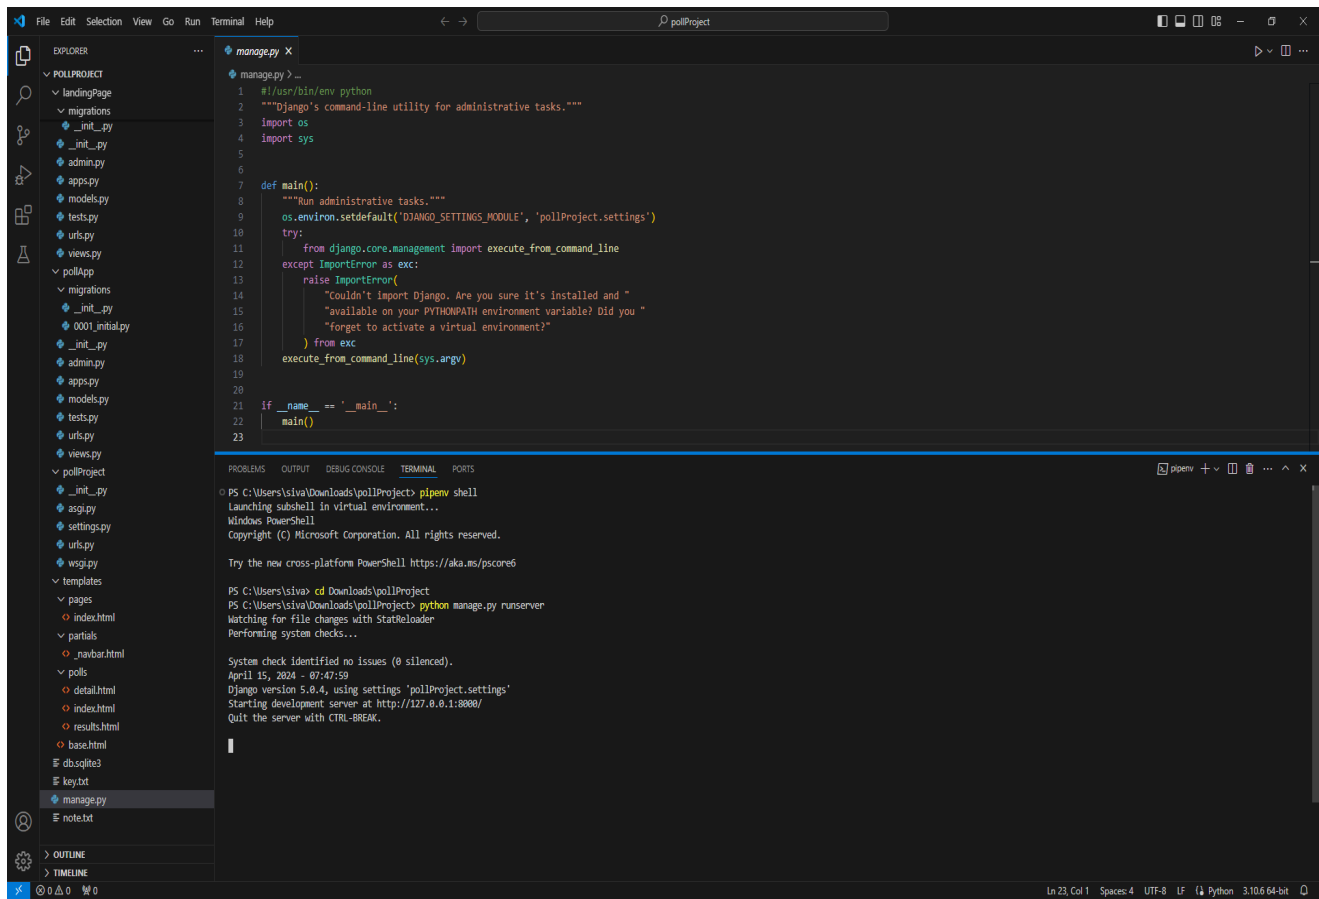 File Edit Selection View Go Run Terminal Help
pollProject
EXPLORER
POLLPROJECT
landingPage
migrations
__init__.py
__init__.py
admin.py
apps.py
models.py
tests.py
urls.py
views.py
pollApp
migrations
__init__.py
0001_initial.py
__init__.py
admin.py
apps.py
models.py
tests.py
urls.py
views.py
pollProject
__init__.py
asgi.py
settings.py
urls.py
wsgi.py
templates
pages
index.html
partials
_navbar.html
polls
detail.html
index.html
results.html
base.html
db.sqlite3
key.txt
manage.py
note.txt
OUTLINE
TIMELINE
manage.py
manage.py > ...
1 #!/usr/bin/env python
2 """Django's command-line utility for administrative tasks."""
3 import os
4 import sys
5
6
7 def main():
8     """Run administrative tasks."""
9     os.environ.setdefault('DJANGO_SETTINGS_MODULE', 'pollProject.settings')
10     try:
11         from django.core.management import execute_from_command_line
12     except ImportError as exc:
13         raise ImportError(
14             "Couldn't import Django. Are you sure it's installed and "
15             "available on your PYTHONPATH environment variable? Did you "
16             "forget to activate a virtual environment?"
17         ) from exc
18     execute_from_command_line(sys.argv)
19
20
21 if __name__ == '__main__':
22     main()
23
PROBLEMS OUTPUT DEBUG CONSOLE TERMINAL PORTS
pipenv
PS C:\Users\siva\Downloads\pollProject> pipenv shell
Launching subshell in virtual environment...
Windows PowerShell
Copyright (C) Microsoft Corporation. All rights reserved.
Try the new cross-platform PowerShell https://aka.ms/pscore6
PS C:\Users\siva> cd Downloads\pollProject
PS C:\Users\siva\Downloads\pollProject> python manage.py runserver
Watching for file changes with StatReloader
Performing system checks...
System check identified no issues (0 silenced).
April 15, 2024 - 07:47:59
Django version 5.0.4, using settings 'pollProject.settings'
Starting development server at http://127.0.0.1:8000/
Quit the server with CTRL-BREAK.
0 0 0
Ln 23, Col 1 Spaces: 4 UTF-8 LF Python 3.10.6 64-bit